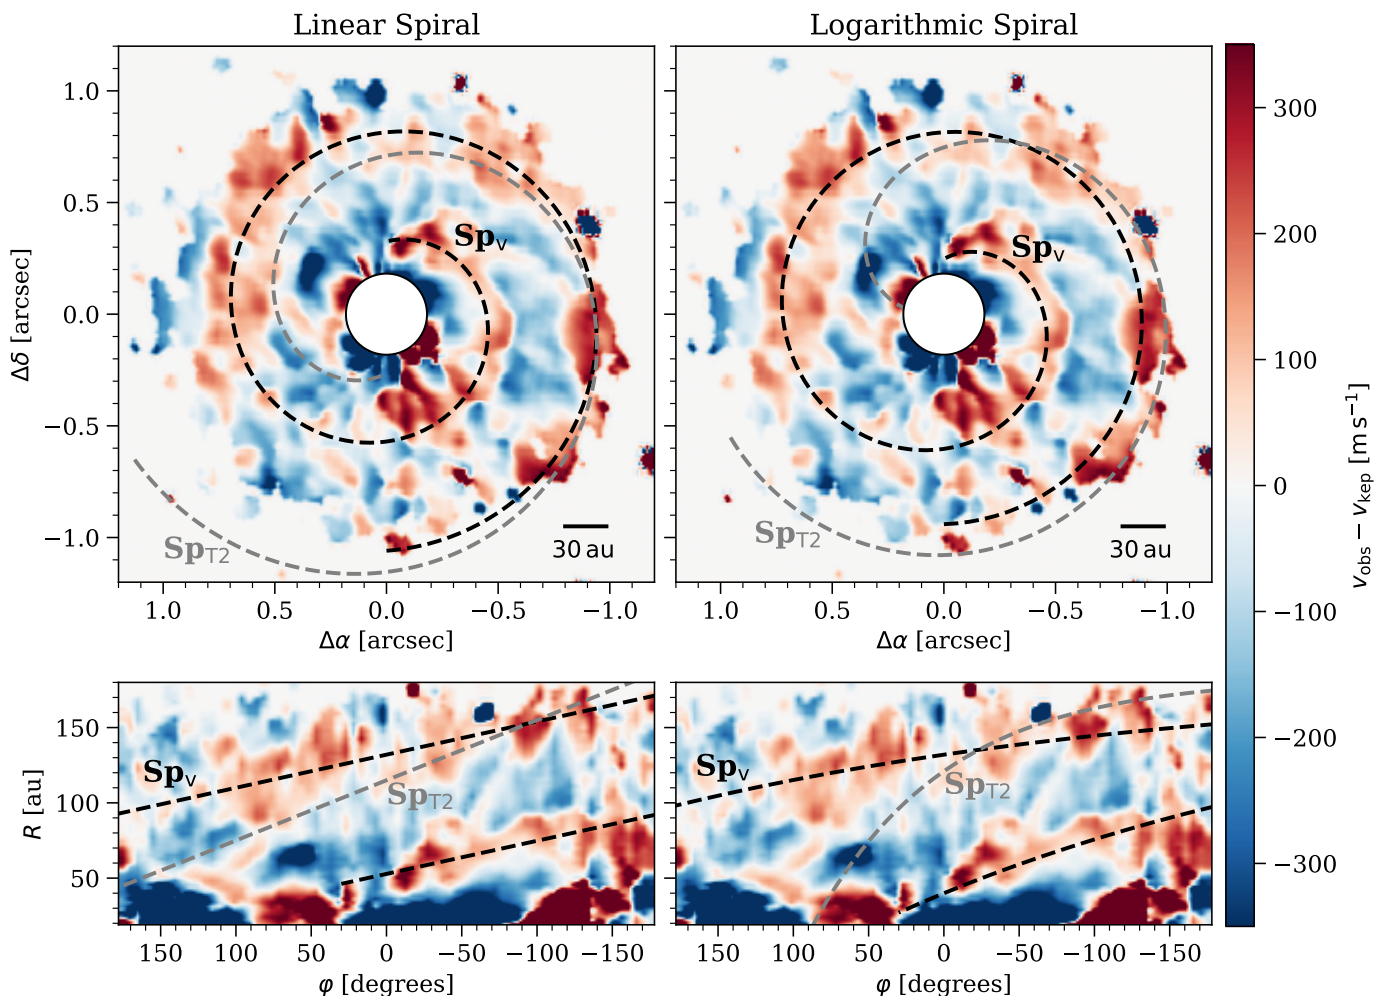 Linear Spiral
Logarithmic Spiral
1.0
0.5
0.0
−0.5
−1.0
Δδ [arcsec]
Sp_v
Sp_T2
30 au
1.0 0.5 0.0 −0.5 −1.0
Δα [arcsec]
Sp_v
Sp_T2
30 au
1.0 0.5 0.0 −0.5 −1.0
Δα [arcsec]
300
200
100
0
−100
−200
−300
v_obs − v_kep [m s⁻¹]
150
100
50
R [au]
Sp_v
Sp_T2
150 100 50 0 −50 −100 −150
φ [degrees]
Sp_v
Sp_T2
150 100 50 0 −50 −100 −150
φ [degrees]